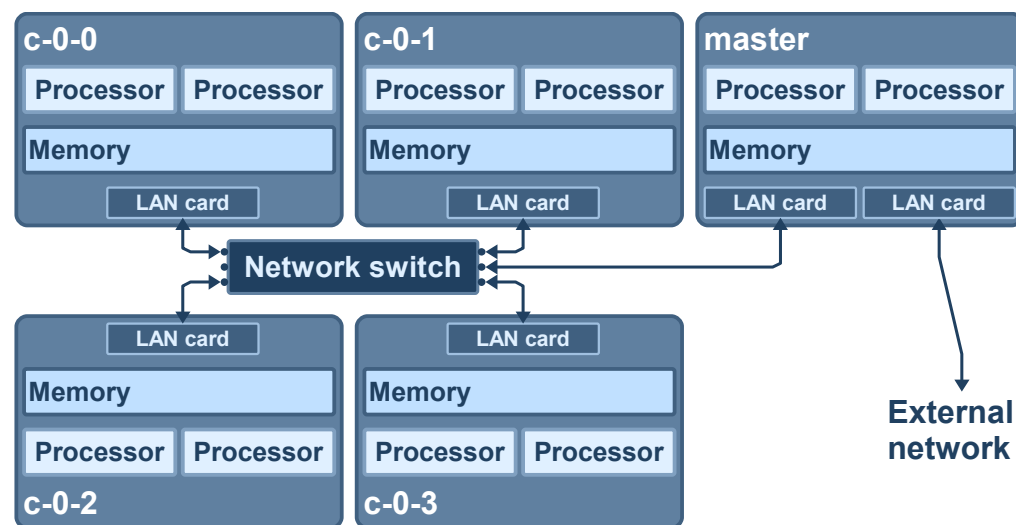 c-0-0
Processor Processor
Memory
LAN card
c-0-1
Processor Processor
Memory
LAN card
master
Processor Processor
Memory
LAN card LAN card
Network switch
LAN card
Memory
Processor Processor
c-0-2
LAN card
Memory
Processor Processor
c-0-3
External
network